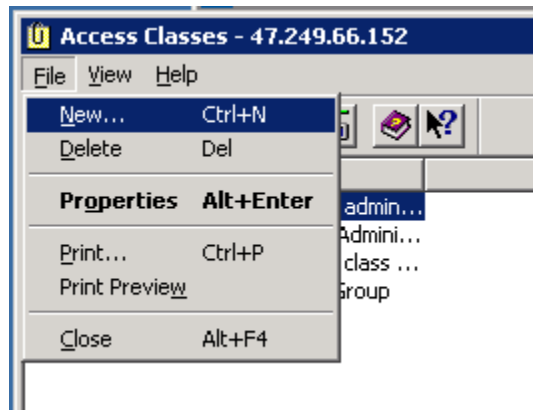 Access Classes - 47.249.66.152
File View Help
New... Ctrl+N
Delete Del
Properties Alt+Enter
Print... Ctrl+P
Print Preview
Close Alt+F4
admin...
Admini...
class ...
Group